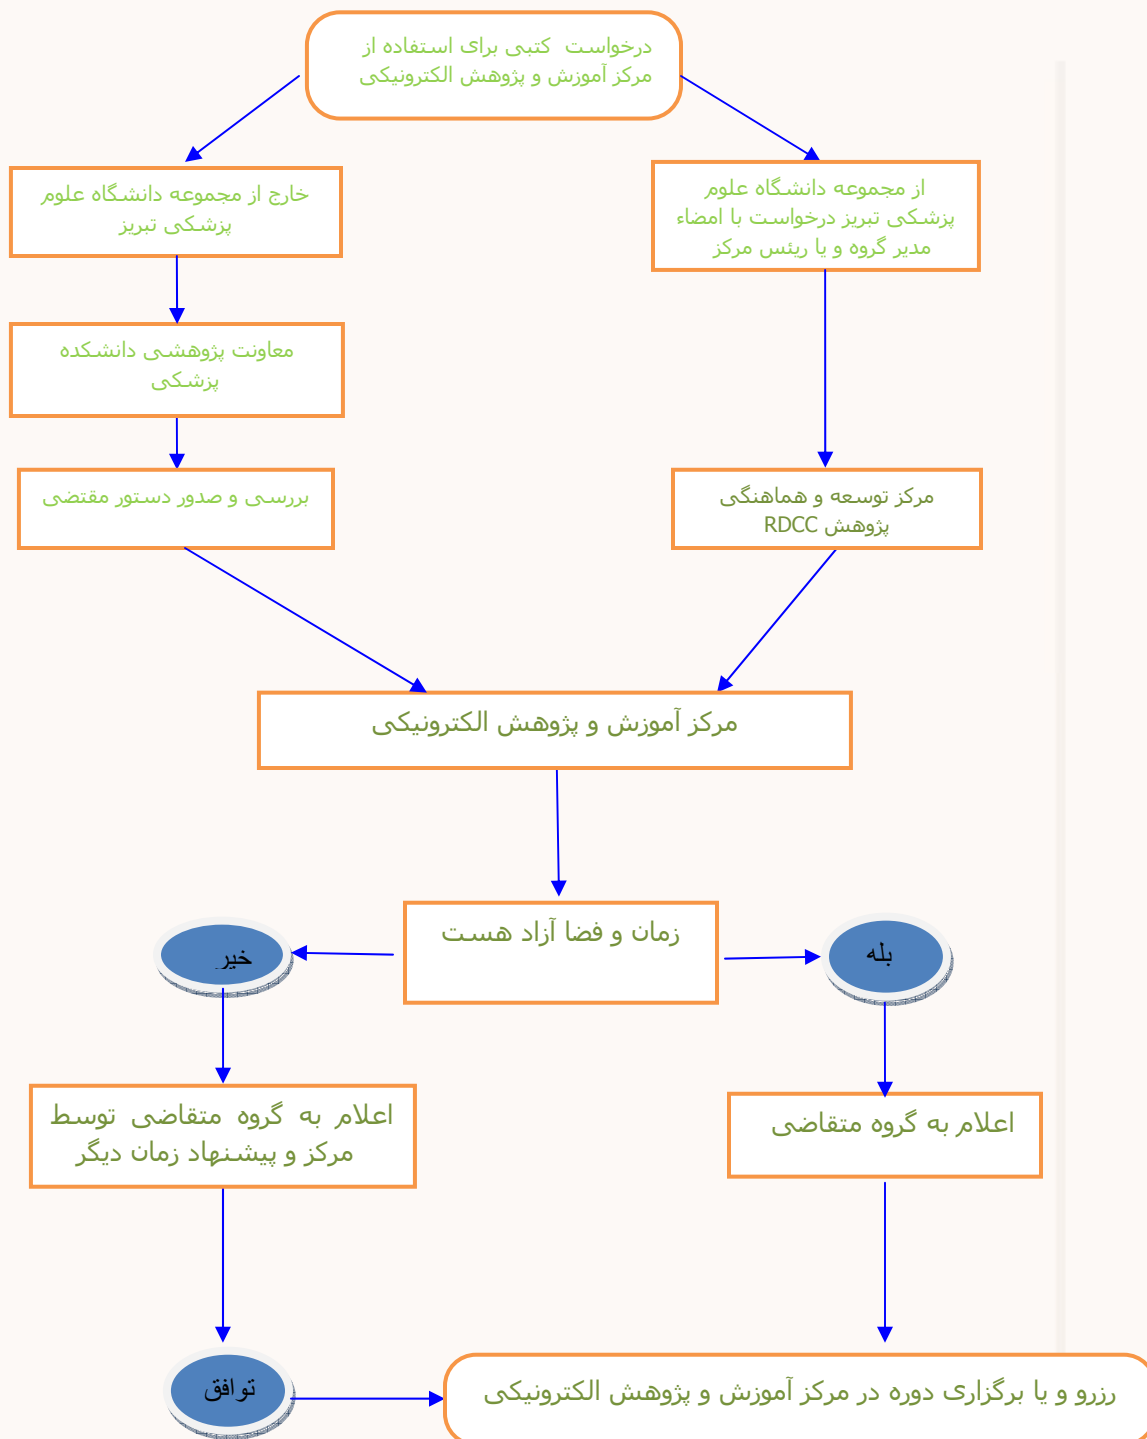 درخواست کتبی برای استفاده از
مرکز آموزش و پژوهش الکترونیکی
از مجموعه دانشگاه علوم
پزشکی تبریز درخواست با امضاء
مدیر گروه و یا ریئس مرکز
خارج از مجموعه دانشگاه علوم
پزشکی تبریز
معاونت پژوهشی دانشکده
پزشکی
بررسی و صدور دستور مقتضی
مرکز توسعه و هماهنگی
پژوهش RDCC
مرکز آموزش و پژوهش الکترونیکی
زمان و فضا آزاد هست
بله
خیر
اعلام به گروه متقاضی
اعلام به گروه متقاضی توسط
مرکز و پیشنهاد زمان دیگر
توافق
رزرو و یا برگزاری دوره در مرکز آموزش و پژوهش الکترونیکی